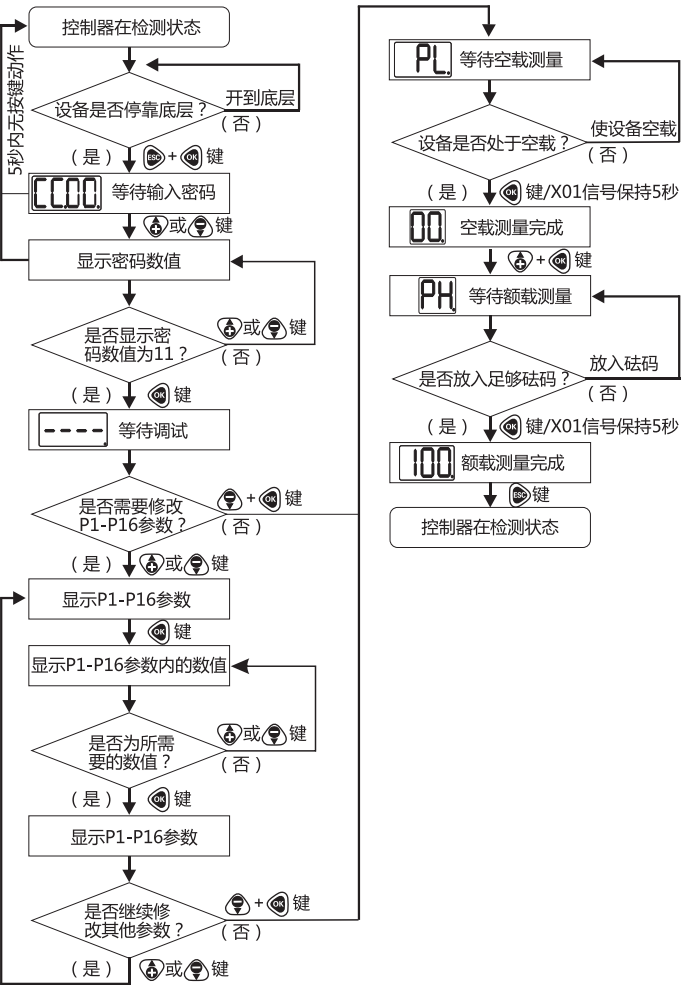 控制器在检测状态
5秒内无按键动作
设备是否停靠底层？
开到底层
（否）
（是）
ESC + OK 键
CC.00. 等待输入密码
或 键
显示密码数值
是否显示密
码数值为11？
或 键
（否）
（是）
OK 键
---- 等待调试
是否需要修改
P1-P16参数？
+ OK 键
（否）
（是）
或 键
显示P1-P16参数
OK 键
显示P1-P16参数内的数值
是否为所需
要的数值？
或 键
（否）
（是）
OK 键
显示P1-P16参数
是否继续修
改其他参数？
+ OK 键
（否）
（是）
或 键
PL. 等待空载测量
设备是否处于空载？
使设备空载
（否）
（是）
OK 键/X01信号保持5秒
00. 空载测量完成
+ OK 键
PH. 等待额载测量
是否放入足够砝码？
放入砝码
（否）
（是）
OK 键/X01信号保持5秒
100. 额载测量完成
ESC 键
控制器在检测状态